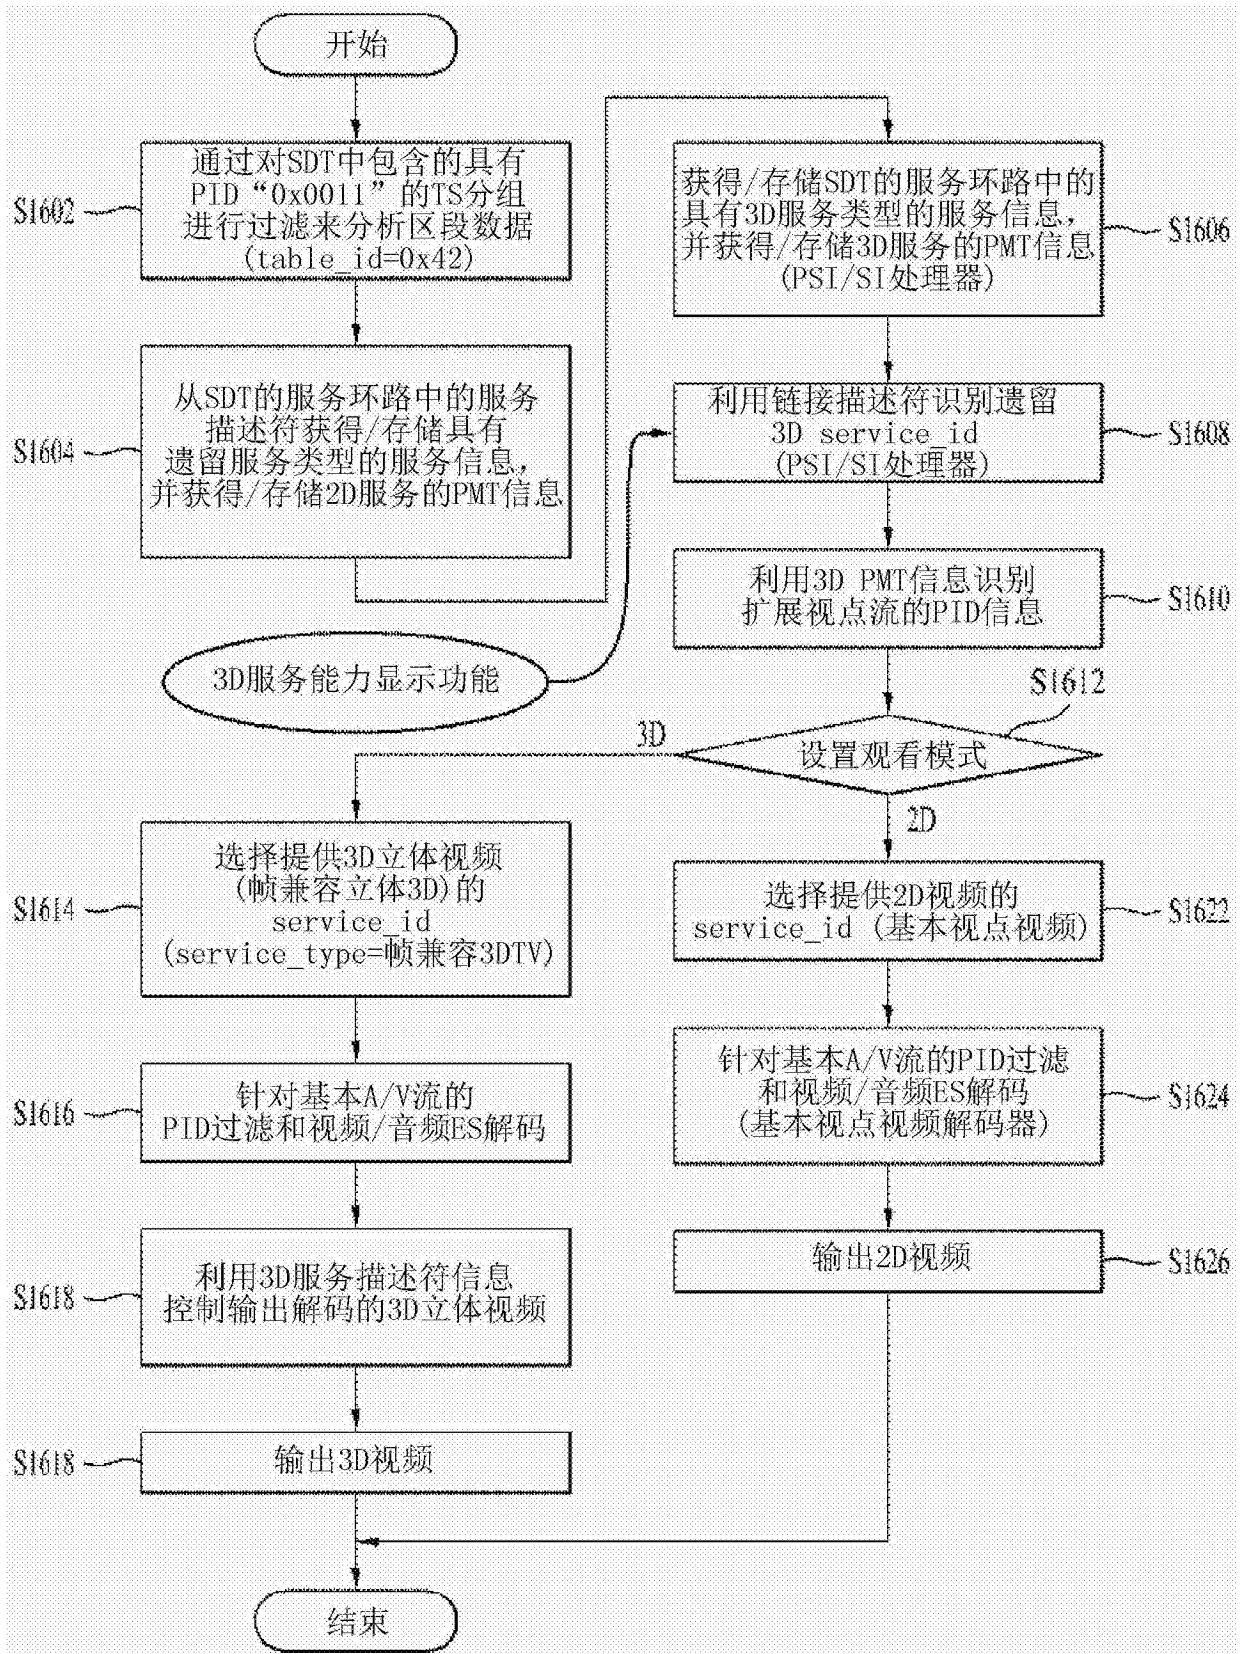 开始
S1602
通过对SDT中包含的具有
PID“0x0011”的TS分组
进行过滤来分析区段数据
(table_id=0x42)
S1604
从SDT的服务环路中的服务
描述符获得/存储具有
遗留服务类型的服务信息,
并获得/存储2D服务的PMT信息
获得/存储SDT的服务环路中的
具有3D服务类型的服务信息,
并获得/存储3D服务的PMT信息
(PSI/SI处理器)
S1606
利用链接描述符识别遗留
3D service_id
(PSI/SI处理器)
S1608
利用3D PMT信息识别
扩展视点流的PID信息
S1610
3D服务能力显示功能
S1612
设置观看模式
3D
2D
S1614
选择提供3D立体视频
(帧兼容立体3D)的
service_id
(service_type=帧兼容3DTV)
S1616
针对基本A/V流的
PID过滤和视频/音频ES解码
S1618
利用3D服务描述符信息
控制输出解码的3D立体视频
S1618
输出3D视频
选择提供2D视频的
service_id (基本视点视频)
S1622
针对基本A/V流的PID过滤
和视频/音频ES解码
(基本视点视频解码器)
S1624
输出2D视频
S1626
结束